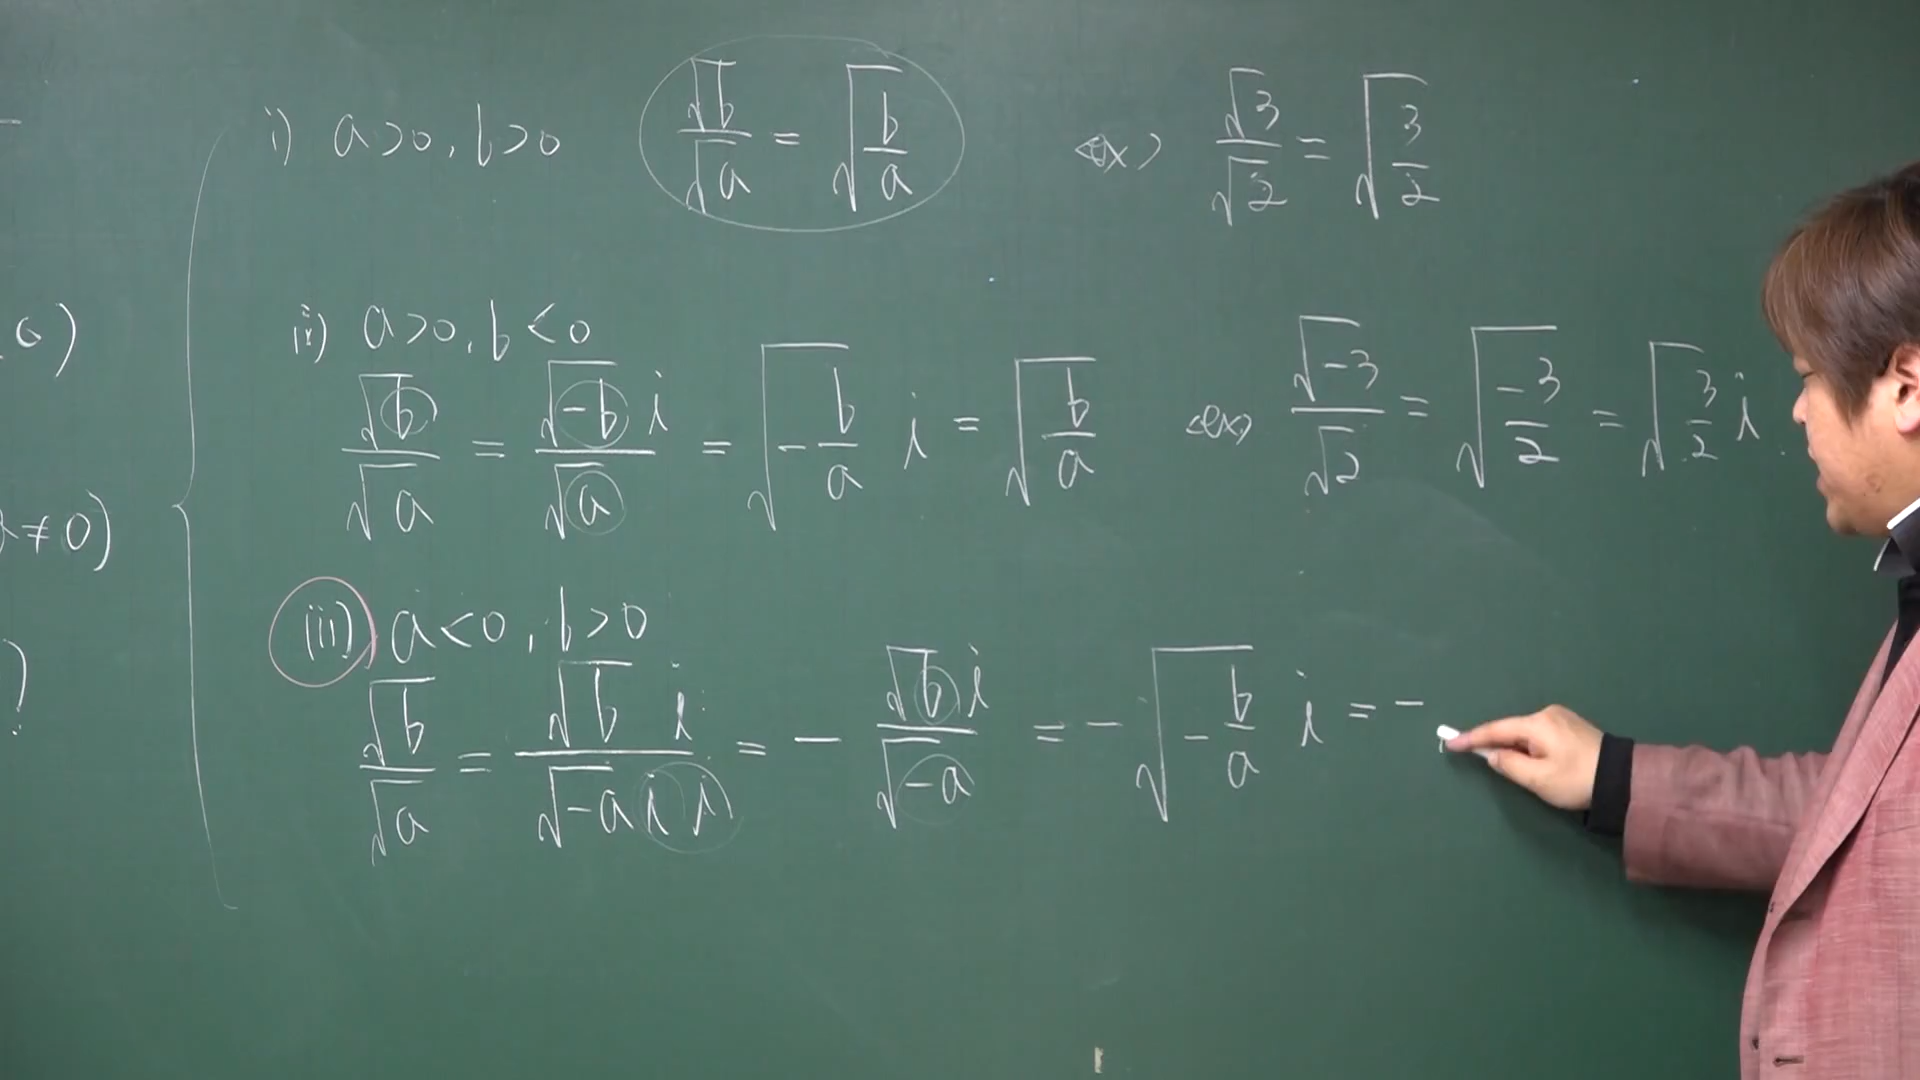 i) a>0, b>0 √b/√a = √(b/a) <ex> √3/√2 = √(3/2)
0)
ii) a>0, b<0
√b/√a = √(-b) i/√a = √(-b/a) i = √(b/a) <ex> √(-3)/√2 = √(-3/2) = √(3/2) i
≠0)
iii) a<0, b>0
√b/√a = √b i/√(-a) i i = - √b i/√(-a) = - √(-b/a) i = -
)?